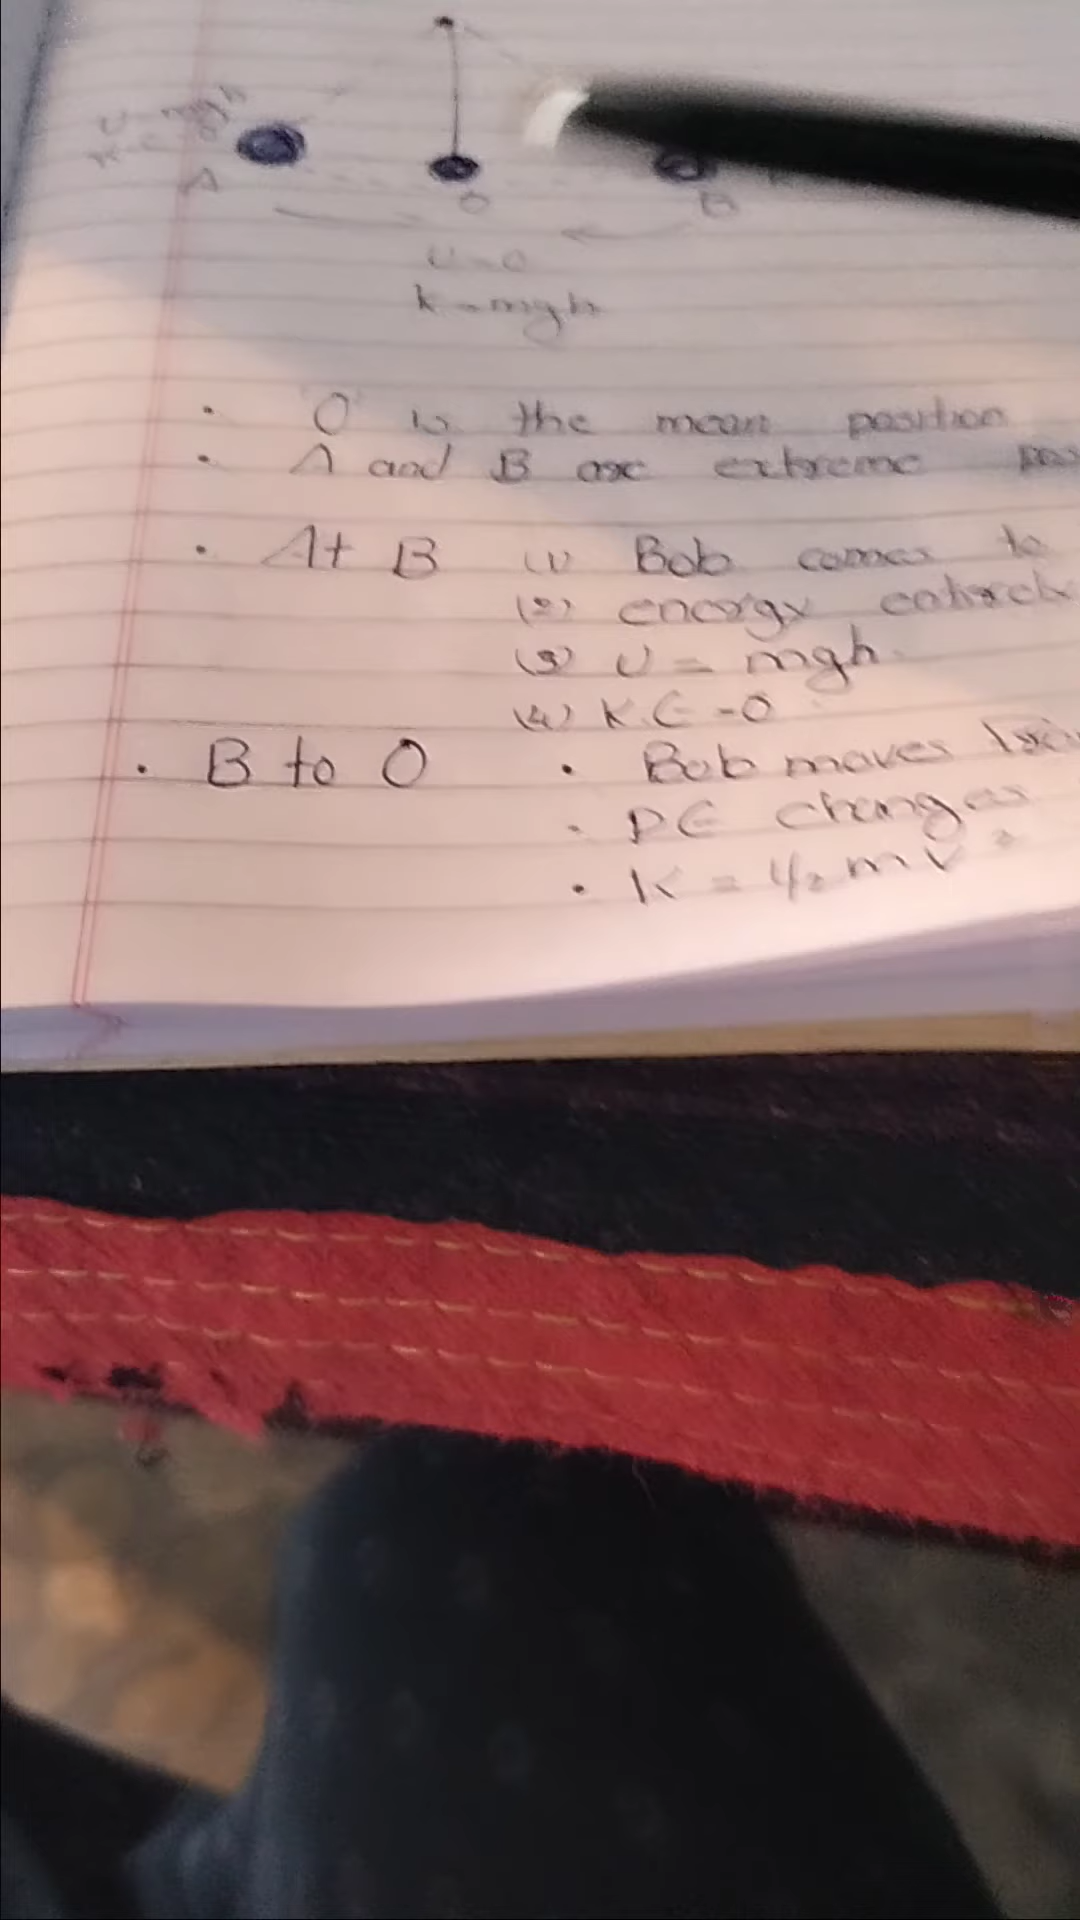 U = mgh
A
O
B
U=0
k=mgh
• O is the mean position
• A and B are extreme
• At B (1) Bob comes to
(2) energy
(3) U = mgh
(4) K.E = 0
• B to O • Bob moves
• PE changes
• K = 1/2 mv²